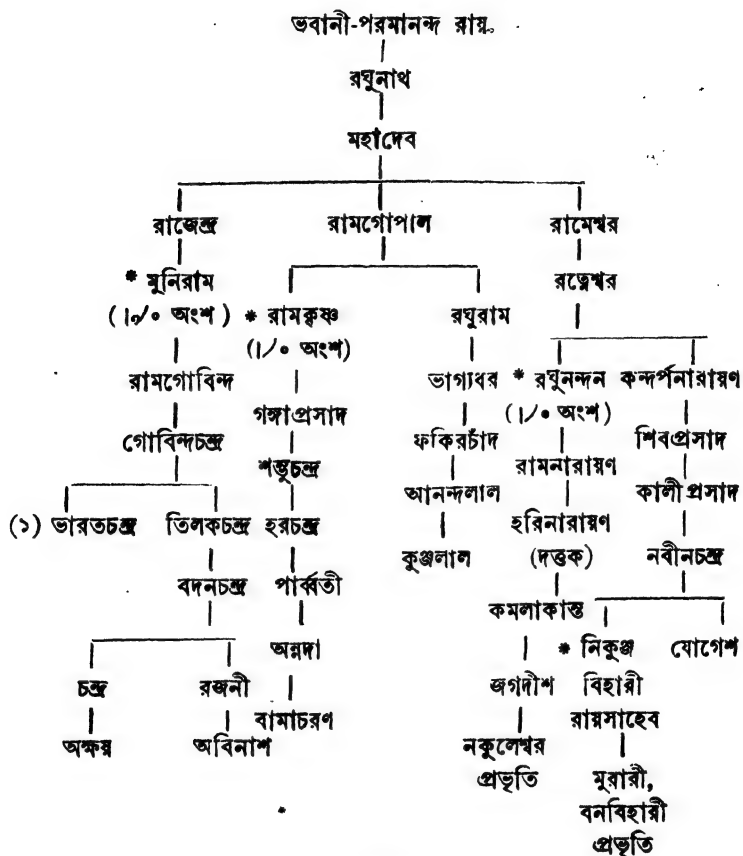 ভবানী-পরমানন্দ রায়
রঘুনাথ
মহাদেব
রাজেন্দ্র রামগোপাল রামেশ্বর
* মুনিরাম রত্নেশ্বর
(।৵০ অংশ) * রামকৃষ্ণ রঘুরাম
(।৴০ অংশ)
রামগোবিন্দ ভাগ্যধর * রঘুনন্দন কন্দর্পনারায়ণ
গঙ্গাপ্রসাদ (।৴০ অংশ)
গোবিন্দচন্দ্র ফকিরচাঁদ শিবপ্রসাদ
শম্ভুচন্দ্র রামনারায়ণ
আনন্দলাল কালীপ্রসাদ
(১) ভারতচন্দ্র তিলকচন্দ্র হরচন্দ্র হরিনারায়ণ
কুঞ্জলাল (দত্তক) নবীনচন্দ্র
বদনচন্দ্র পার্ব্বতী
কমলাকান্ত
অন্নদা * নিকুঞ্জ যোগেশ
চন্দ্র রজনী জগদীশ বিহারী
বামাচরণ রায়সাহেব
অক্ষয় অবিনাশ নকুলেশ্বর
প্রভৃতি মুরারী,
বনবিহারী
প্রভৃতি